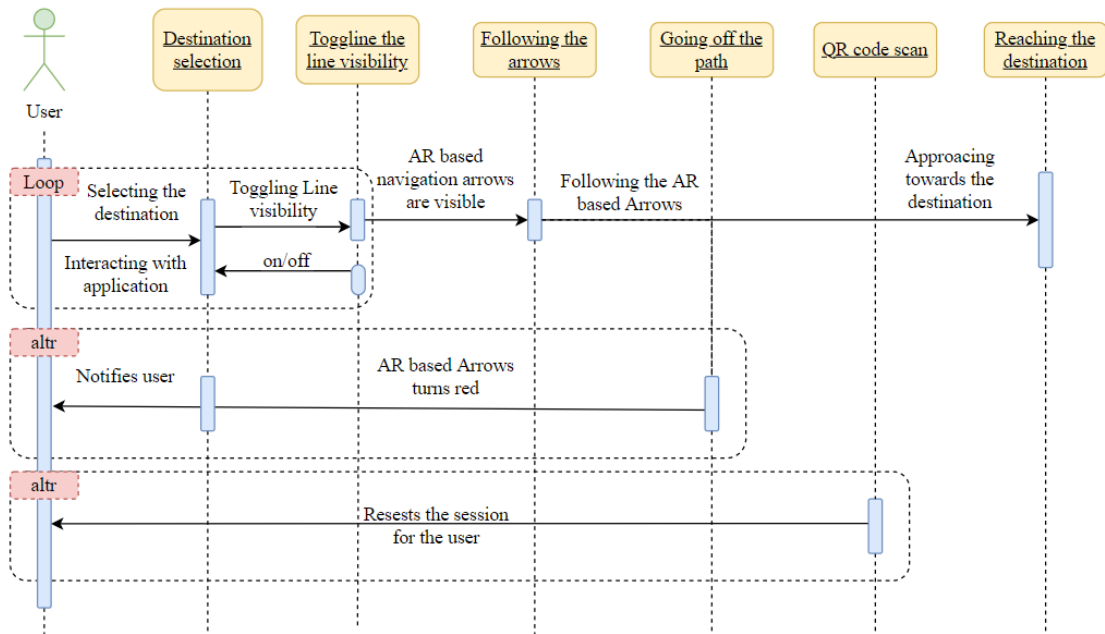 Destination
selection
Toggline the
line visibility
Following the
arrows
Going off the
path
QR code scan
Reaching the
destination
User
Loop
Selecting the
destination
Toggling Line
visibility
AR based
navigation arrows
are visible
Following the AR
based Arrows
Approacing
towards the
destination
Interacting with
application
on/off
altr
Notifies user
AR based Arrows
turns red
altr
Resests the session
for the user